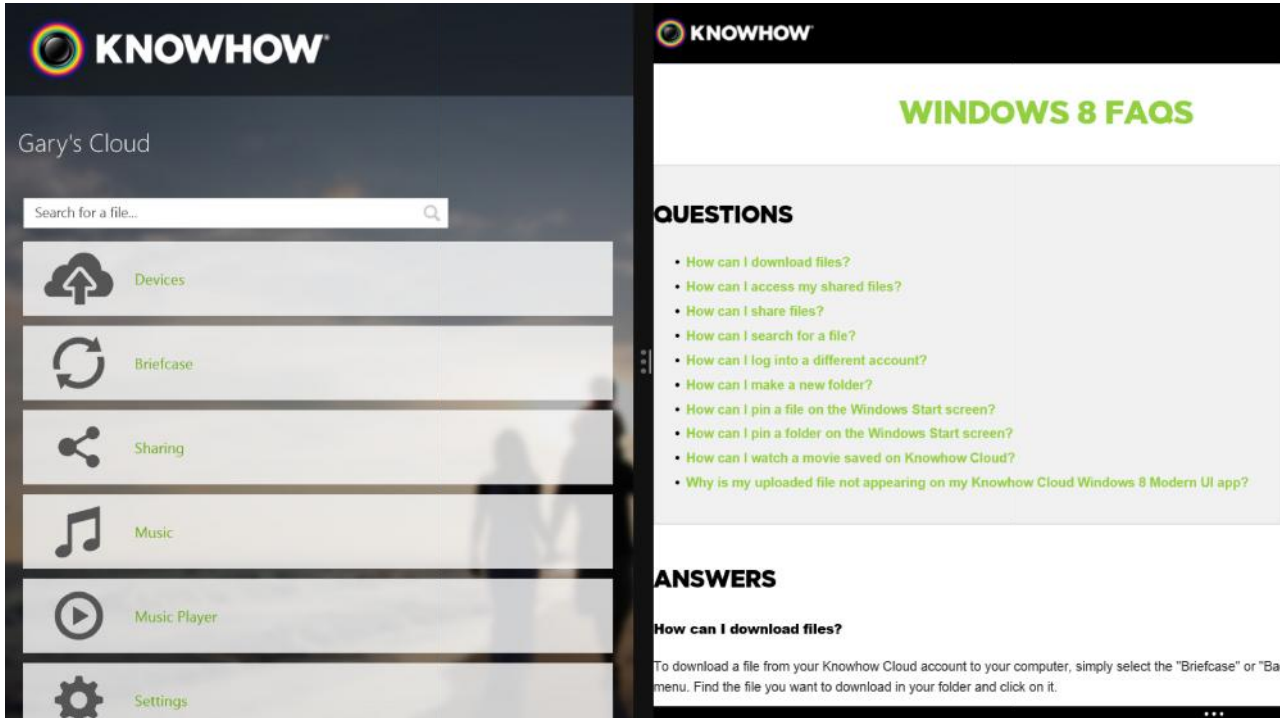 KNOWHOW
Gary's Cloud
Search for a file...
Devices
Briefcase
Sharing
Music
Music Player
Settings
KNOWHOW
WINDOWS 8 FAQS
QUESTIONS
• How can I download files?
• How can I access my shared files?
• How can I share files?
• How can I search for a file?
• How can I log into a different account?
• How can I make a new folder?
• How can I pin a file on the Windows Start screen?
• How can I pin a folder on the Windows Start screen?
• How can I watch a movie saved on Knowhow Cloud?
• Why is my uploaded file not appearing on my Knowhow Cloud Windows 8 Modern UI app?
ANSWERS
How can I download files?
To download a file from your Knowhow Cloud account to your computer, simply select the "Briefcase" or "Ba
menu. Find the file you want to download in your folder and click on it.